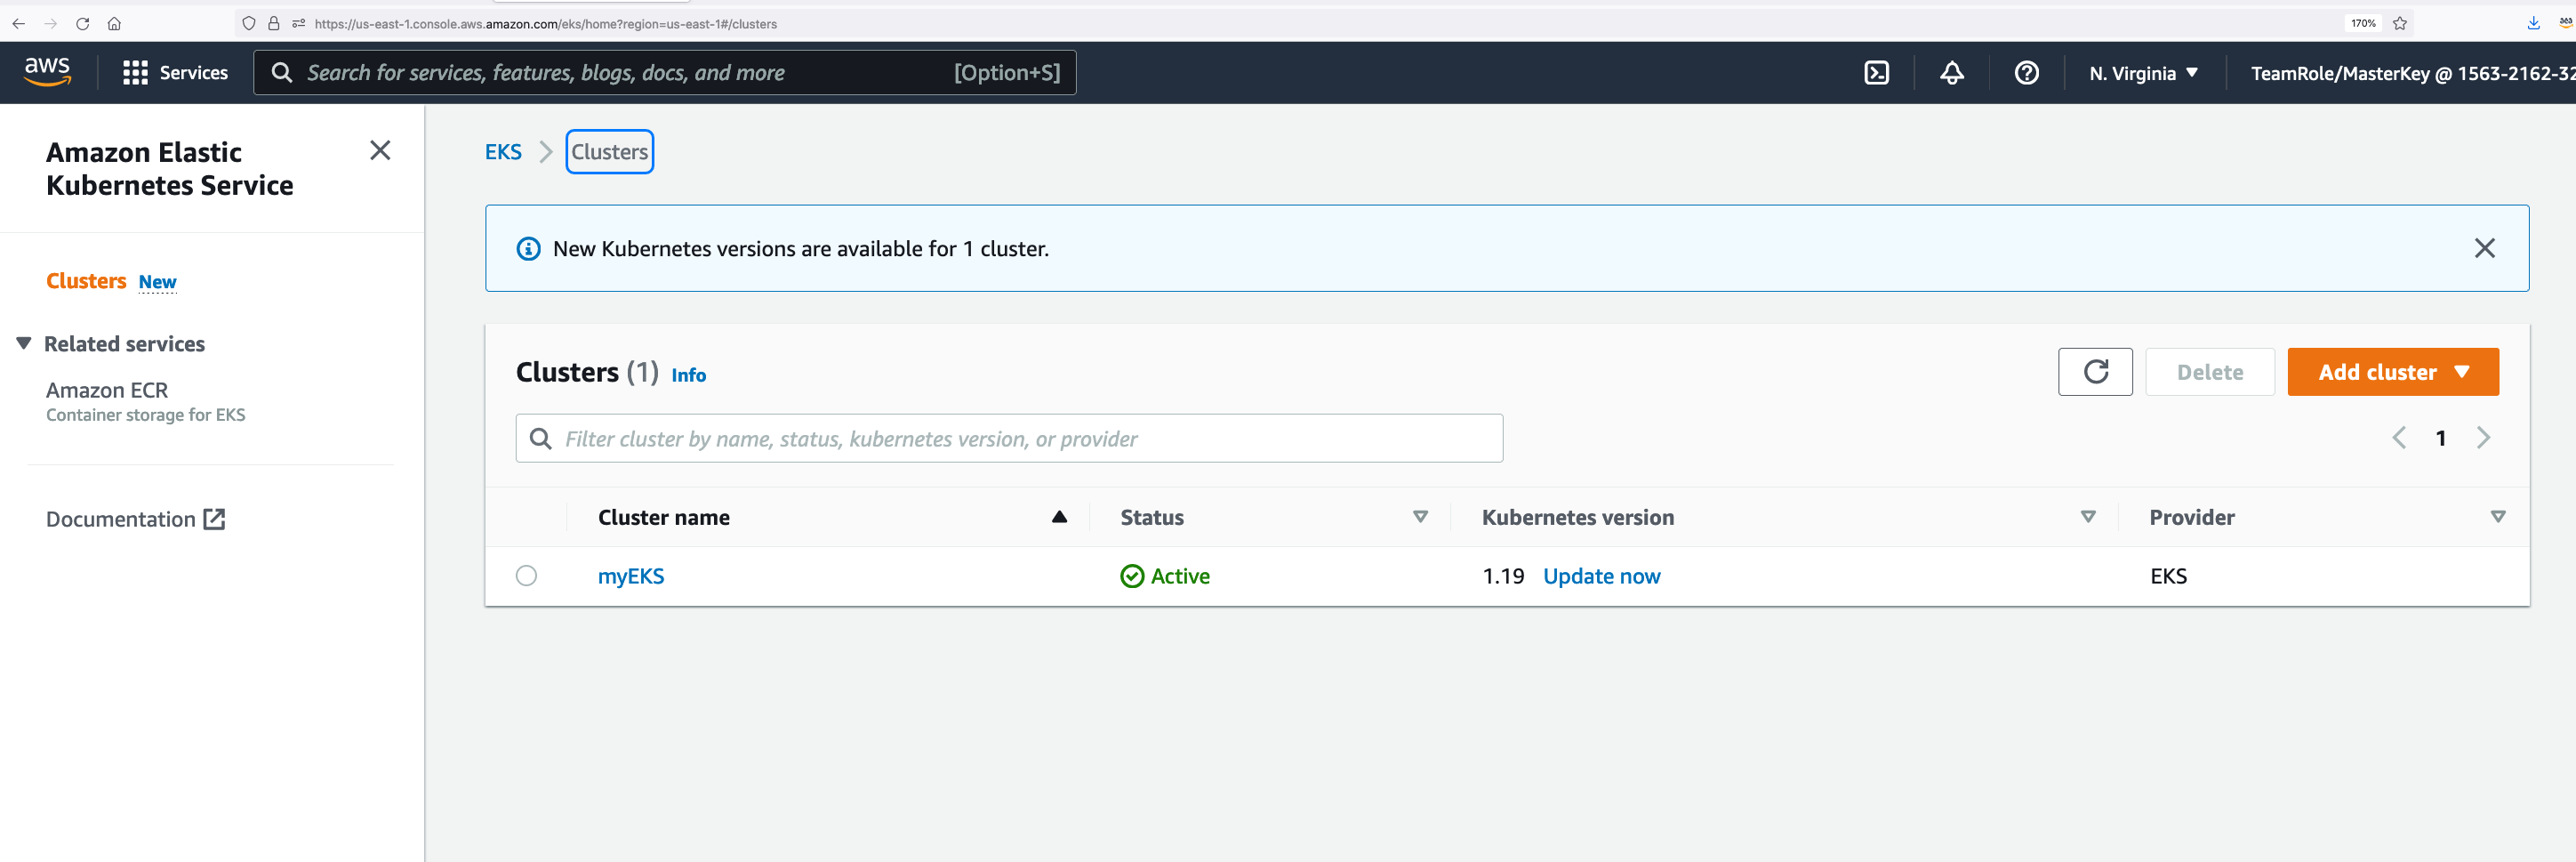 https://us-east-1.console.aws.amazon.com/eks/home?region=us-east-1#/clusters
170%
aws
Services
Search for services, features, blogs, docs, and more
[Option+S]
N. Virginia
TeamRole/MasterKey @ 1563-2162-32
Amazon Elastic
Kubernetes Service
Clusters New
Related services
Amazon ECR
Container storage for EKS
Documentation
EKS
Clusters
New Kubernetes versions are available for 1 cluster.
Clusters (1) Info
Delete
Add cluster
Filter cluster by name, status, kubernetes version, or provider
1
Cluster name
Status
Kubernetes version
Provider
myEKS
Active
1.19 Update now
EKS